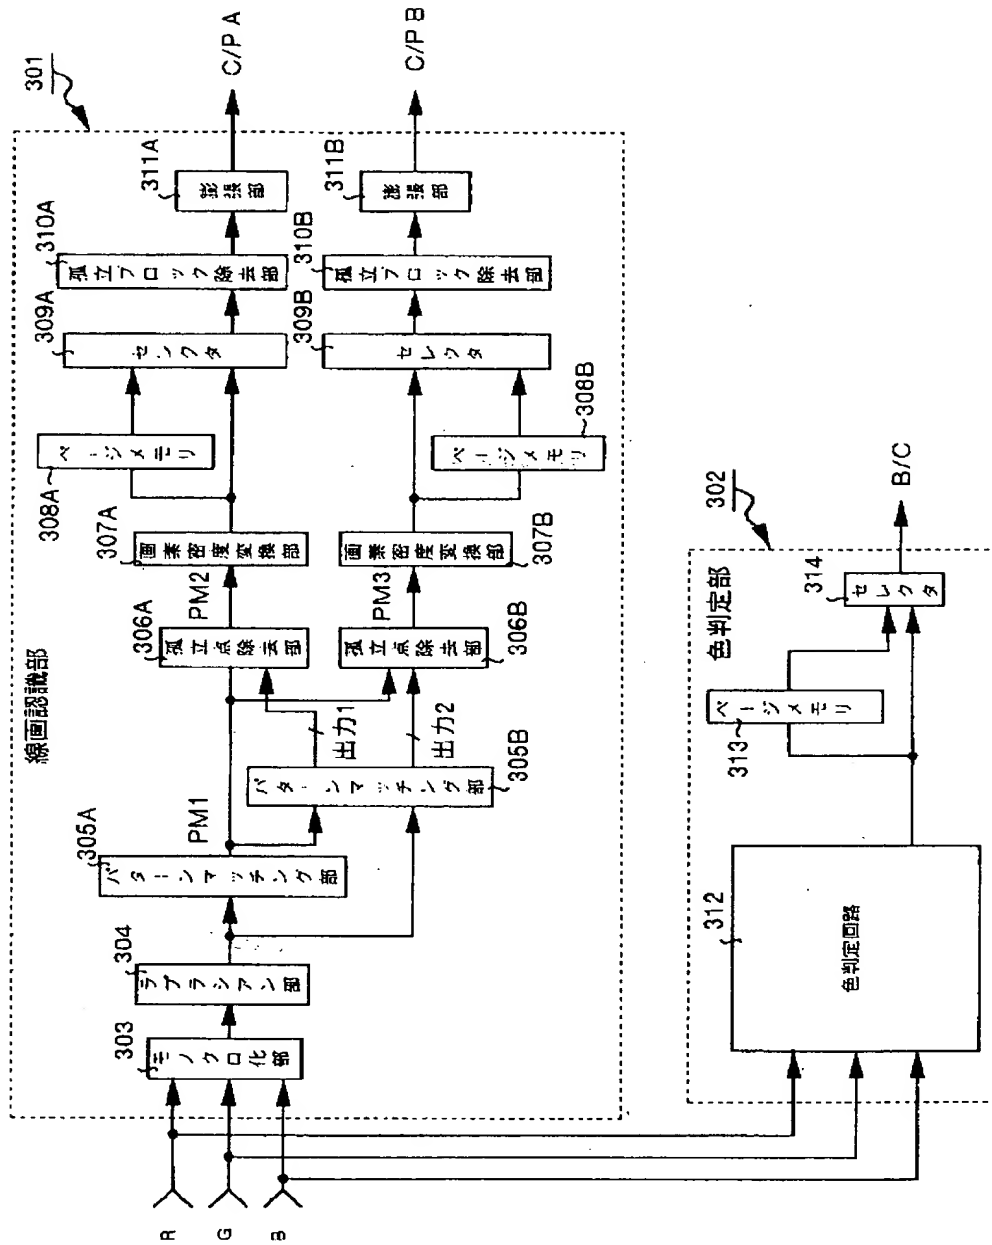 線画認識部
301
R
G
B
303
モノクロ化部
304
ラプラシアン部
305A
パターンマッチング部
PM1
305B
パターンマッチング部
出力1
出力2
306A
孤立点除去部
PM2
306B
孤立点除去部
PM3
307A
画素密度変換部
307B
画素密度変換部
308A
ページメモリ
308B
ページメモリ
309A
セレクタ
309B
セレクタ
310A
孤立ブロック除去部
310B
孤立ブロック除去部
311A
膨張部
311B
膨張部
C/P A
C/P B
色判定部
302
312
色判定回路
313
ページメモリ
314
セレクタ
B/C